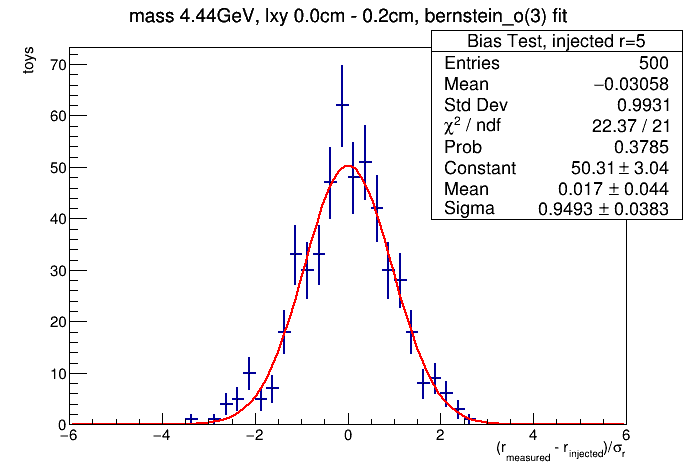 mass 4.44GeV, lxy 0.0cm - 0.2cm, bernstein_o(3) fit
Bias Test, injected r=5
Entries 500
Mean −0.03058
Std Dev 0.9931
χ² / ndf 22.37 / 21
Prob 0.3785
Constant 50.31 ± 3.04
Mean 0.017 ± 0.044
Sigma 0.9493 ± 0.0383
toys
70
60
50
40
30
20
10
0
−6 −4 −2 0 2 4 6
(r_measured - r_injected)/σ_r